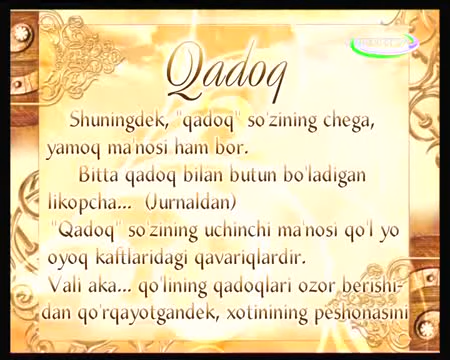 Qadoq
Shuningdek, "qadoq" so'zining chega,
yamoq ma'nosi ham bor.
Bitta qadoq bilan butun bo'ladigan
likopcha... (Jurnaldan)
"Qadoq" so'zining uchinchi ma'nosi qo'l yo
oyoq kaftlaridagi qavariqlardir.
Vali aka... qo'lining qadoqlari ozor berishi-
dan qo'rqayotgandek, xotinining peshonasini